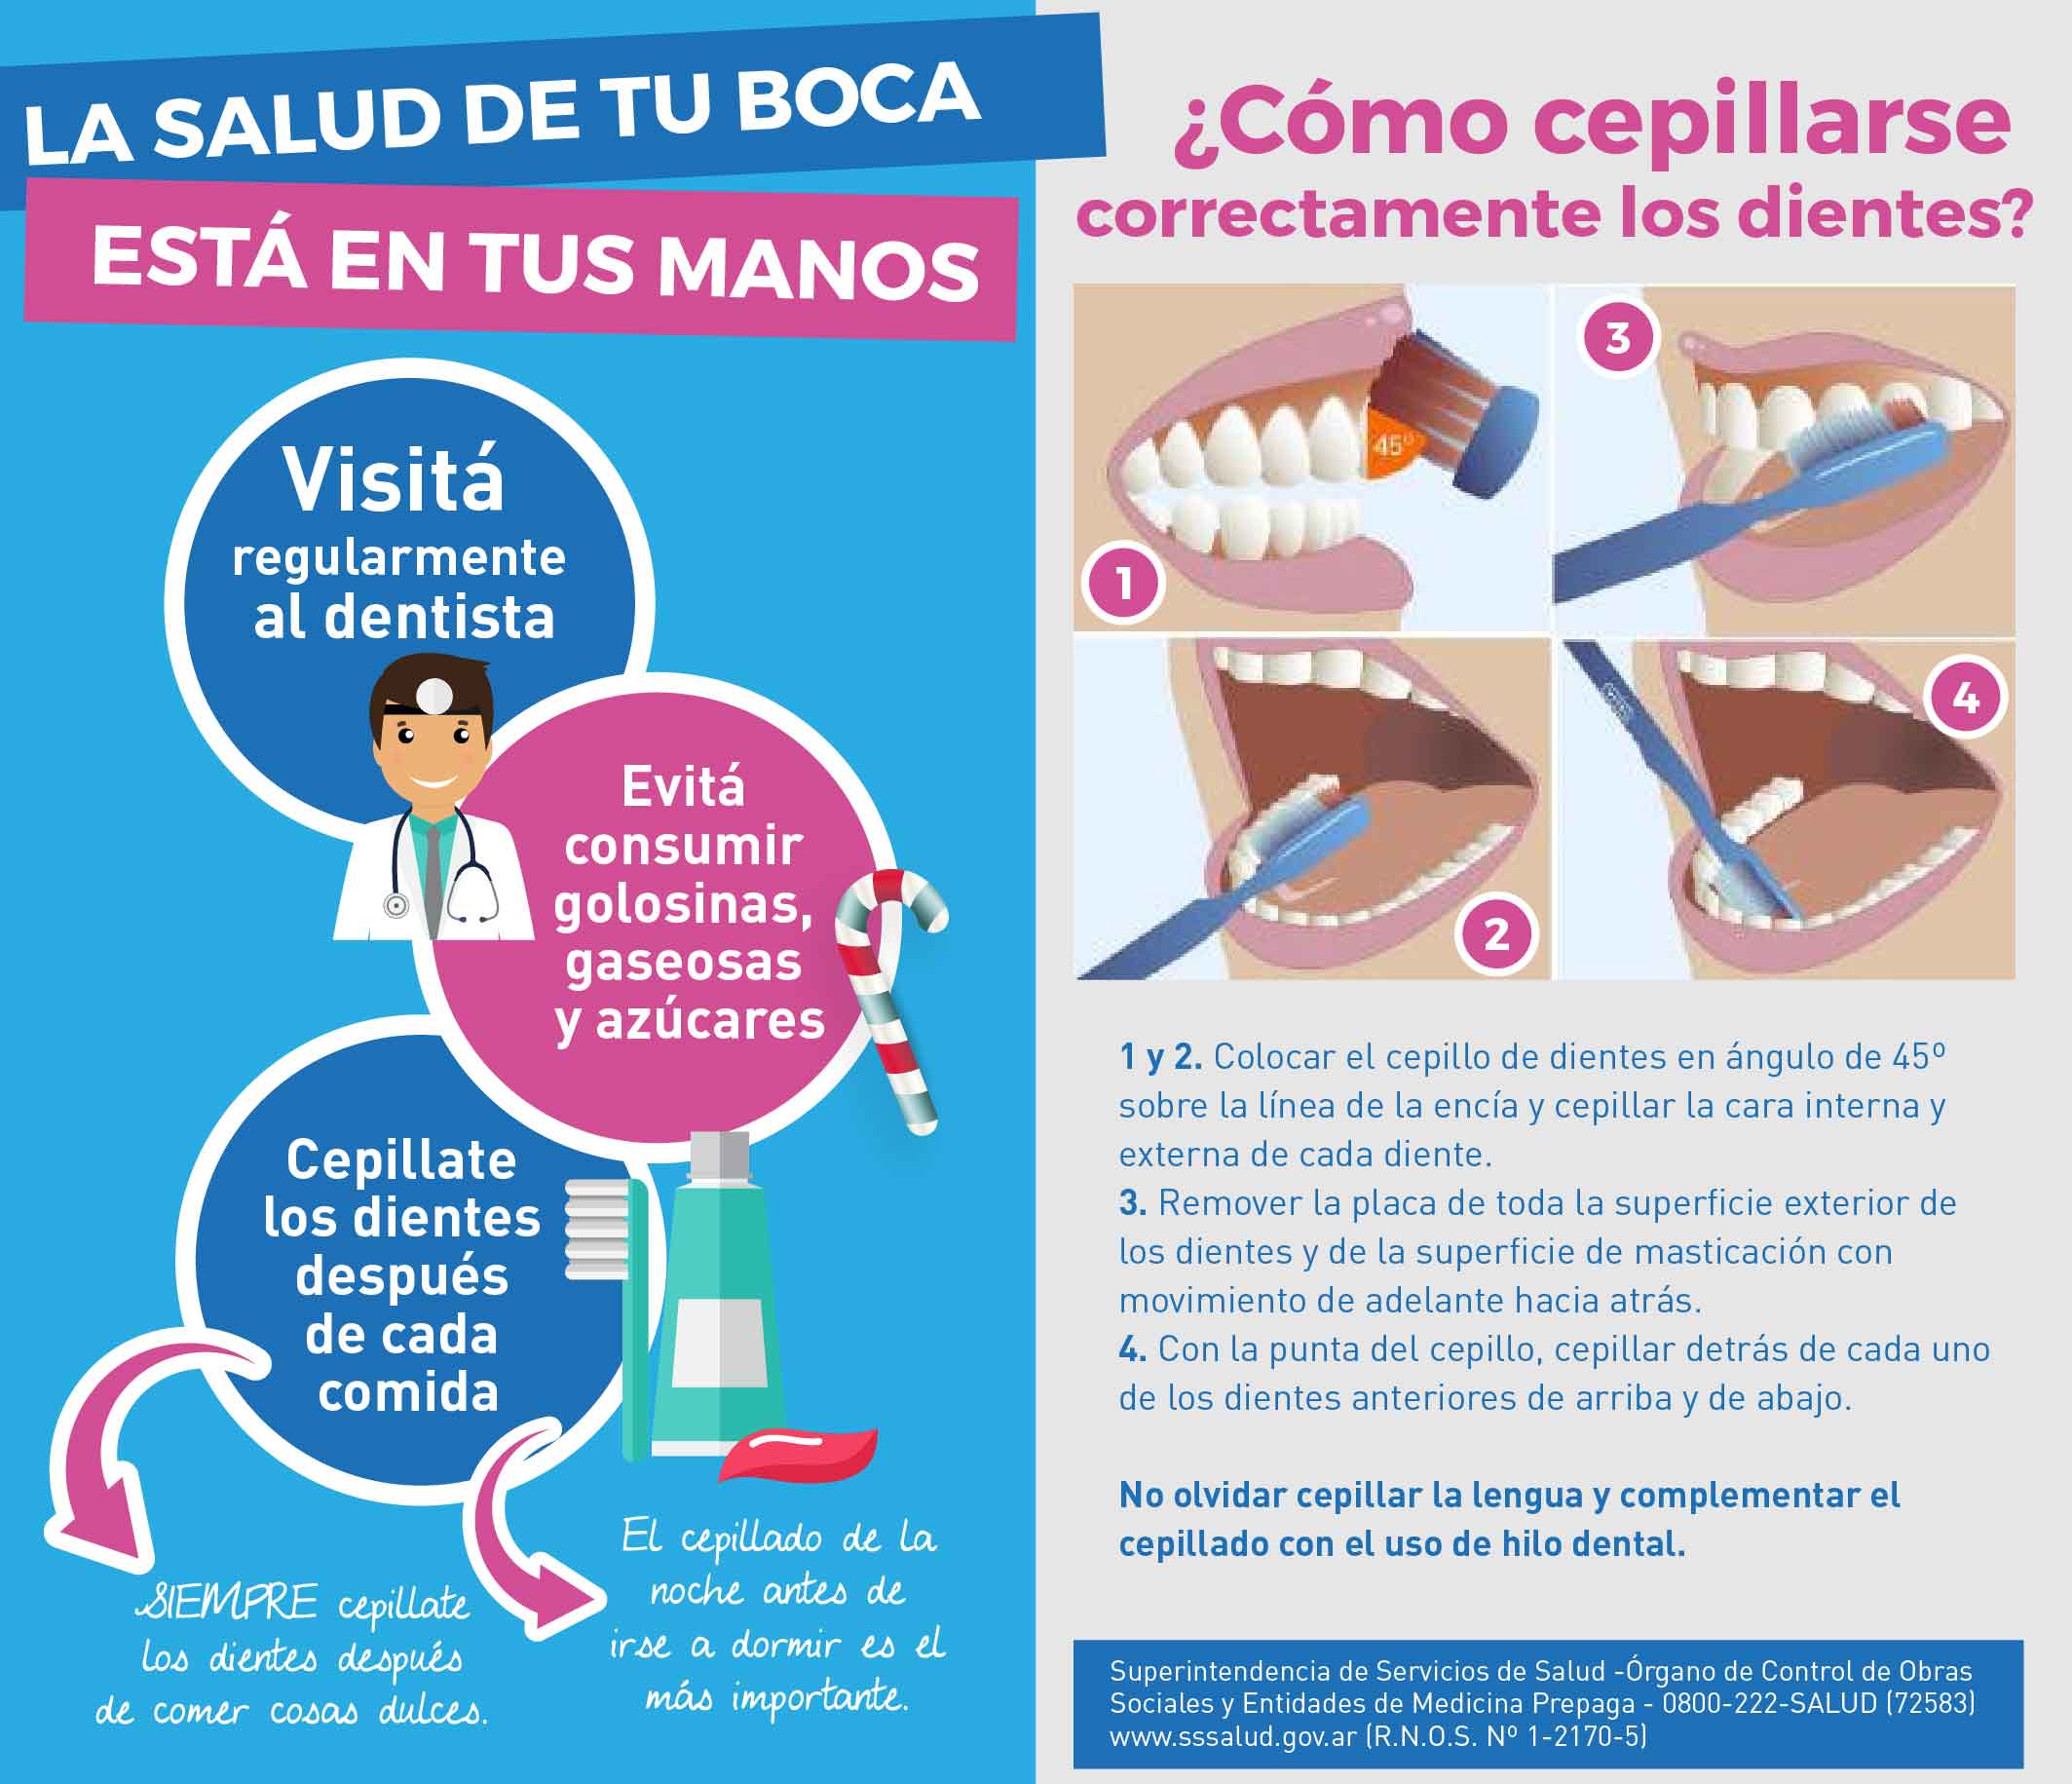 LA SALUD DE TU BOCA
ESTÁ EN TUS MANOS
Visitá
regularmente
al dentista
Evitá
consumir
golosinas,
gaseosas
y azúcares
Cepillate
los dientes
después
de cada
comida
SIEMPRE cepillate
los dientes después
de comer cosas dulces.
El cepillado de la
noche antes de
irse a dormir es el
más importante.
¿Cómo cepillarse
correctamente los dientes?
45º
1
3
2
4
1 y 2. Colocar el cepillo de dientes en ángulo de 45º
sobre la línea de la encía y cepillar la cara interna y
externa de cada diente.
3. Remover la placa de toda la superficie exterior de
los dientes y de la superficie de masticación con
movimiento de adelante hacia atrás.
4. Con la punta del cepillo, cepillar detrás de cada uno
de los dientes anteriores de arriba y de abajo.
No olvidar cepillar la lengua y complementar el
cepillado con el uso de hilo dental.
Superintendencia de Servicios de Salud -Órgano de Control de Obras
Sociales y Entidades de Medicina Prepaga - 0800-222-SALUD (72583)
www.sssalud.gov.ar (R.N.O.S. Nº 1-2170-5)